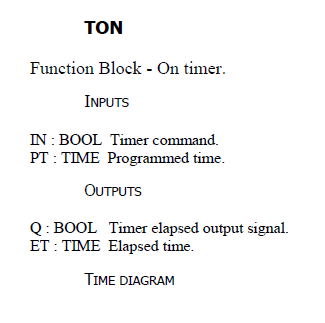 TON
Function Block - On timer.
INPUTS
IN : BOOL Timer command.
PT : TIME Programmed time.
OUTPUTS
Q : BOOL Timer elapsed output signal.
ET : TIME Elapsed time.
TIME DIAGRAM